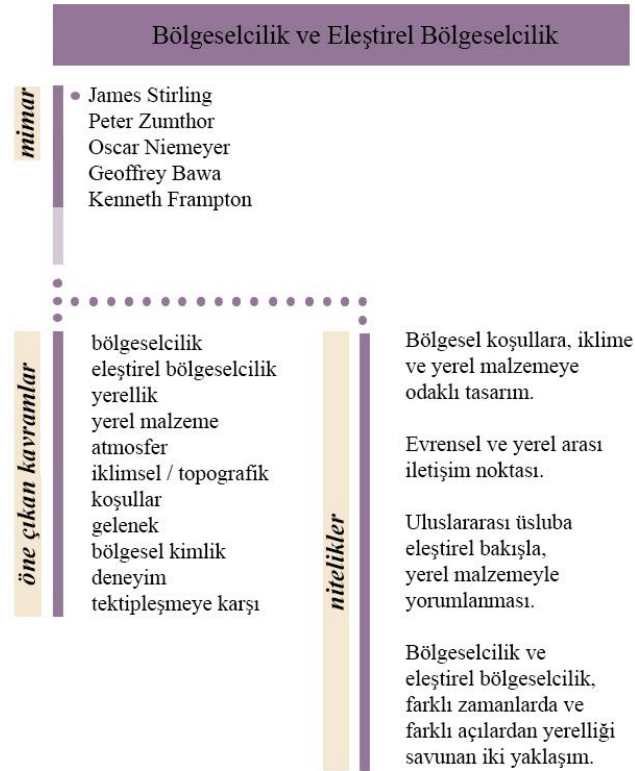 Bölgeselcilik ve Eleştirel Bölgeselcilik
mimar
James Stirling
Peter Zumthor
Oscar Niemeyer
Geoffrey Bawa
Kenneth Frampton
öne çıkan kavramlar
bölgeselcilik
eleştirel bölgeselcilik
yerellik
yerel malzeme
atmosfer
iklimsel / topografik
koşullar
gelenek
bölgesel kimlik
deneyim
tektipleşmeye karşı
nitelikler
Bölgesel koşullara, iklime
ve yerel malzemeye
odaklı tasarım.
Evrensel ve yerel arası
iletişim noktası.
Uluslararası üsluba
eleştirel bakışla,
yerel malzemeyle
yorumlanması.
Bölgeselcilik ve
eleştirel bölgeselcilik,
farklı zamanlarda ve
farklı açılardan yerelliği
savunan iki yaklaşım.